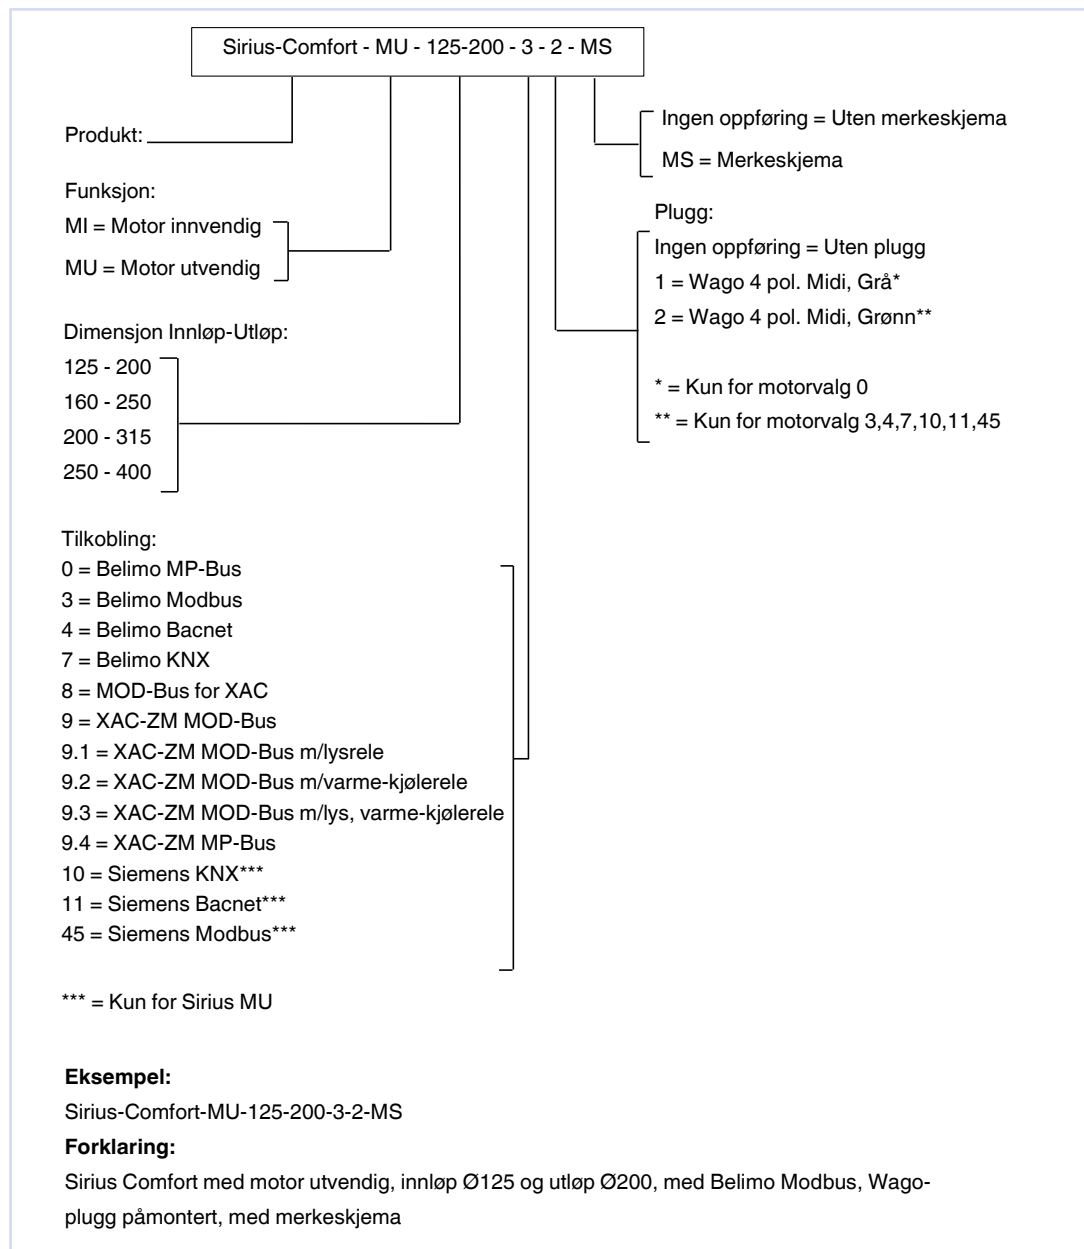 Sirius-Comfort - MU - 125-200 - 3 - 2 - MS
Produkt:
Funksjon:
MI = Motor innvendig
MU = Motor utvendig
Dimensjon Innløp-Utløp:
125 - 200
160 - 250
200 - 315
250 - 400
Tilkobling:
0 = Belimo MP-Bus
3 = Belimo Modbus
4 = Belimo Bacnet
7 = Belimo KNX
8 = MOD-Bus for XAC
9 = XAC-ZM MOD-Bus
9.1 = XAC-ZM MOD-Bus m/lysrele
9.2 = XAC-ZM MOD-Bus m/varme-kjølerele
9.3 = XAC-ZM MOD-Bus m/lys, varme-kjølerele
9.4 = XAC-ZM MP-Bus
10 = Siemens KNX***
11 = Siemens Bacnet***
45 = Siemens Modbus***
*** = Kun for Sirius MU
Ingen oppføring = Uten merkeskjema
MS = Merkeskjema
Plugg:
Ingen oppføring = Uten plugg
1 = Wago 4 pol. Midi, Grå*
2 = Wago 4 pol. Midi, Grønn**
* = Kun for motorvalg 0
** = Kun for motorvalg 3,4,7,10,11,45
Eksempel:
Sirius-Comfort-MU-125-200-3-2-MS
Forklaring:
Sirius Comfort med motor utvendig, innløp Ø125 og utløp Ø200, med Belimo Modbus, Wago-
plugg påmontert, med merkeskjema